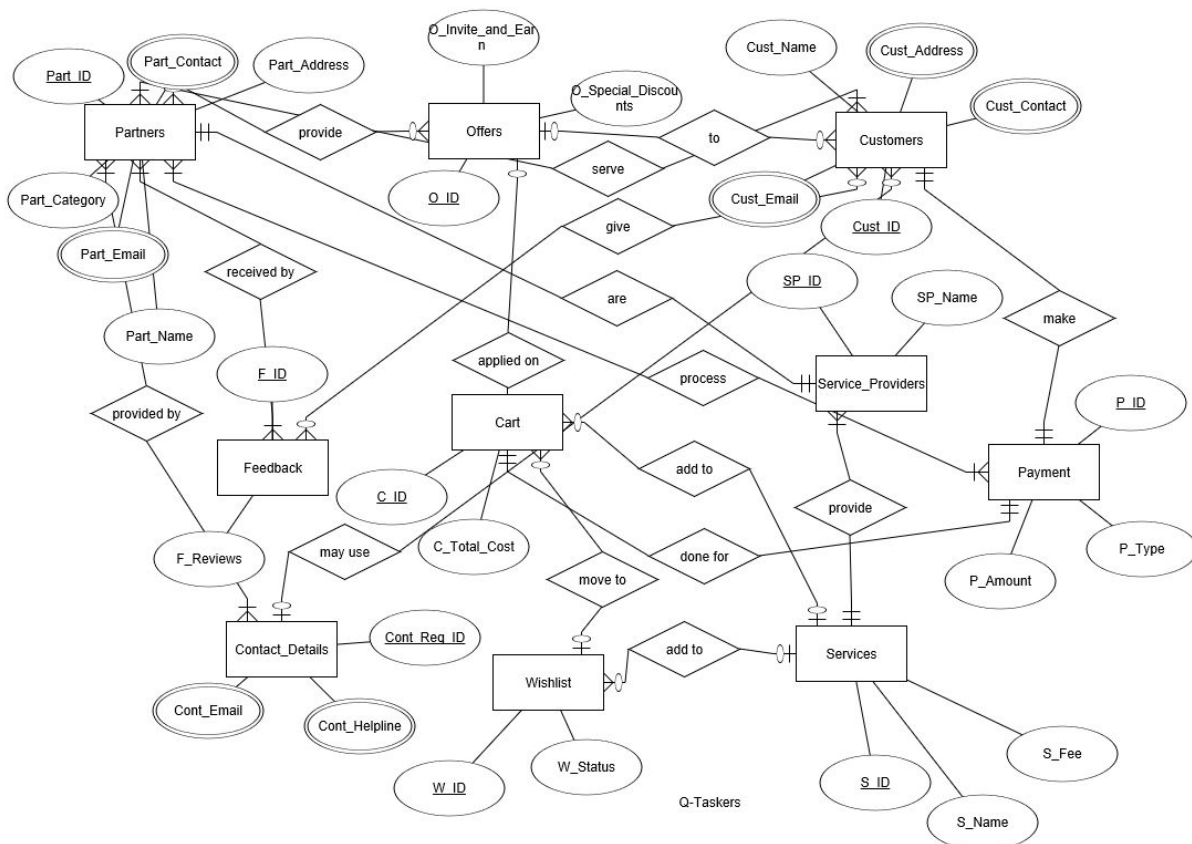 O_Invite_and_Ear
n
Cust_Name
Cust_Address
Part_Contact
Part_Address
Part_ID
O_Special_Discou
nts
Cust_Contact
Partners
provide
Offers
to
Customers
serve
Part_Category
O_ID
Cust_Email
Cust_ID
give
Part_Email
received by
are
SP_ID
SP_Name
Part_Name
make
applied on
F_ID
process
Service_Providers
provided by
P_ID
Cart
Feedback
add to
Payment
C_ID
provide
C_Total_Cost
F_Reviews
may use
done for
P_Type
move to
P_Amount
Cont_Req_ID
Contact_Details
add to
Services
Wishlist
Cont_Email
Cont_Helpline
S_Fee
W_Status
W_ID
S_ID
Q-Taskers
S_Name